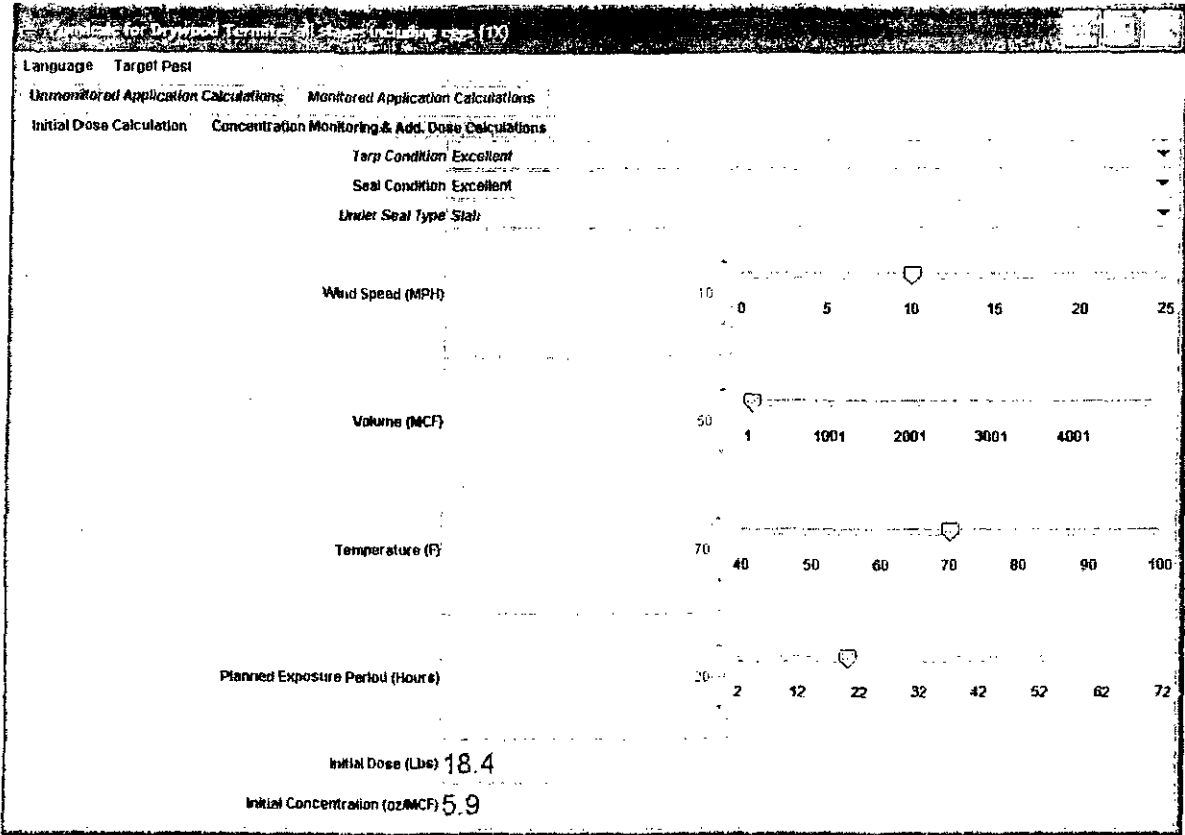 for Drywood Termites all stages including eggs (1X)
Language Target Pest
Unmonitored Application Calculations Monitored Application Calculations
Initial Dose Calculation Concentration Monitoring & Add. Dose Calculations
Tarp Condition Excellent
Seal Condition Excellent
Under Seal Type Slab
Wind Speed (MPH) 10
0 5 10 15 20 25
Volume (MCF) 50
1 1001 2001 3001 4001
Temperature (F) 70
40 50 60 70 80 90 100
Planned Exposure Period (Hours) 20
2 12 22 32 42 52 62 72
Initial Dose (Lbs) 18.4
Initial Concentration (oz/MCF) 5.9